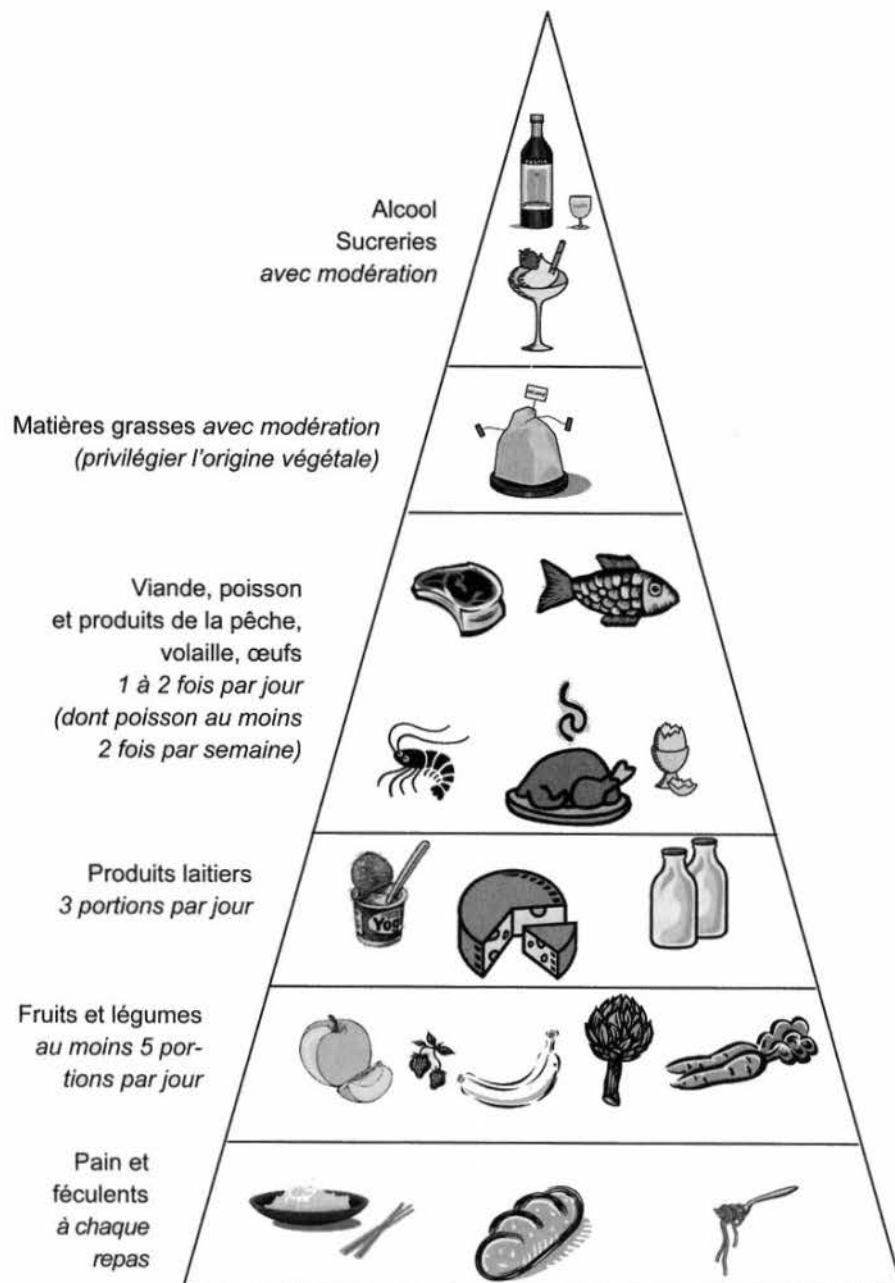 Alcool
Sucreries
avec modération
Matières grasses avec modération
(privilégier l'origine végétale)
Viande, poisson
et produits de la pêche,
volaille, œufs
1 à 2 fois par jour
(dont poisson au moins
2 fois par semaine)
Produits laitiers
3 portions par jour
Yog
Fruits et légumes
au moins 5 por-
tions par jour
Pain et
féculents
à chaque
repas